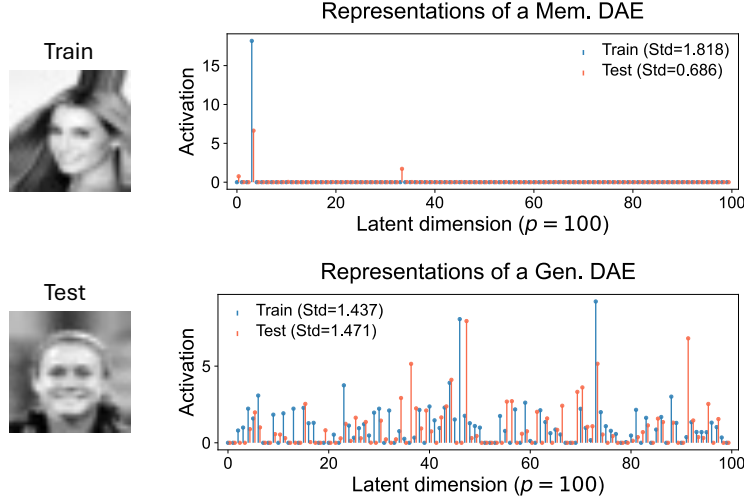 Representations of a Mem. DAE
Train
Train (Std=1.818)
Test (Std=0.686)
Activation
15
10
5
0
0 20 40 60 80 100
Latent dimension (p = 100)
Representations of a Gen. DAE
Test
Train (Std=1.437)
Test (Std=1.471)
Activation
5
0
0 20 40 60 80 100
Latent dimension (p = 100)